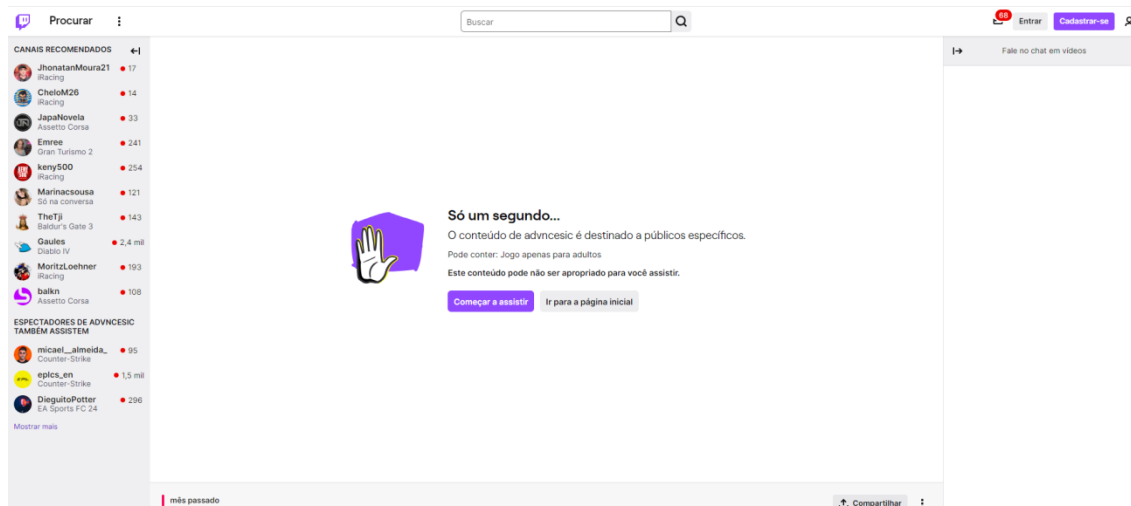 Procurar
Buscar
68
Entrar
Cadastrar-se
CANAIS RECOMENDADOS
JhonatanMoura21 17
iRacing
CheloM26 14
iRacing
JapaNovela 33
Assetto Corsa
Emree 241
Gran Turismo 2
keny500 254
iRacing
Marinacsousa 121
Só na conversa
TheTji 143
Baldur's Gate 3
Gaules 2,4 mil
Diablo IV
MoritzLoehner 193
iRacing
balkn 108
Assetto Corsa
ESPECTADORES DE ADVNCESIC
TAMBÉM ASSISTEM
micael__almeida_ 95
Counter-Strike
eplcs_en 1,5 mil
Counter-Strike
DieguitoPotter 296
EA Sports FC 24
Mostrar mais
Só um segundo...
O conteúdo de advncesic é destinado a públicos específicos.
Pode conter: Jogo apenas para adultos
Este conteúdo pode não ser apropriado para você assistir.
Começar a assistir
Ir para a página inicial
mês passado
Compartilhar
Fale no chat em vídeos